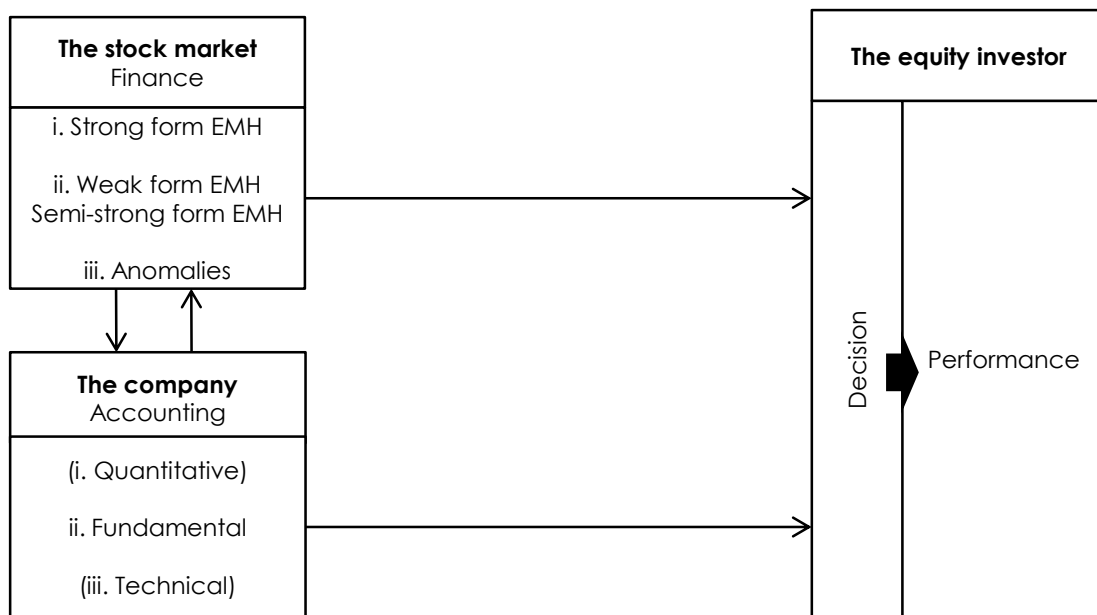 The stock market
Finance
i. Strong form EMH
ii. Weak form EMH
Semi-strong form EMH
iii. Anomalies
The company
Accounting
(i. Quantitative)
ii. Fundamental
(iii. Technical)
The equity investor
Decision
Performance